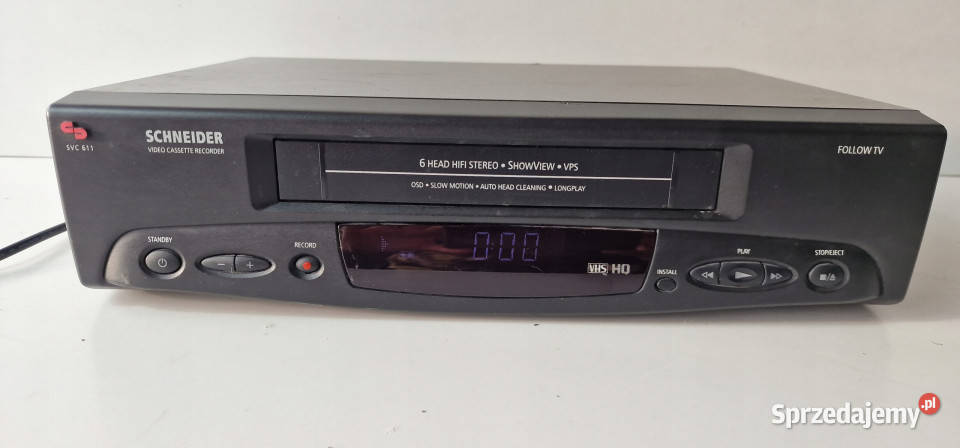 SVC 611
SCHNEIDER
VIDEO CASSETTE RECORDER
FOLLOW TV
6 HEAD HIFI STEREO • SHOWVIEW • VPS
OSD • SLOW MOTION • AUTO HEAD CLEANING • LONGPLAY
STANDBY
RECORD
0:00
VHS HQ
INSTALL
PLAY
STOP/EJECT
Sprzedajemy.pl